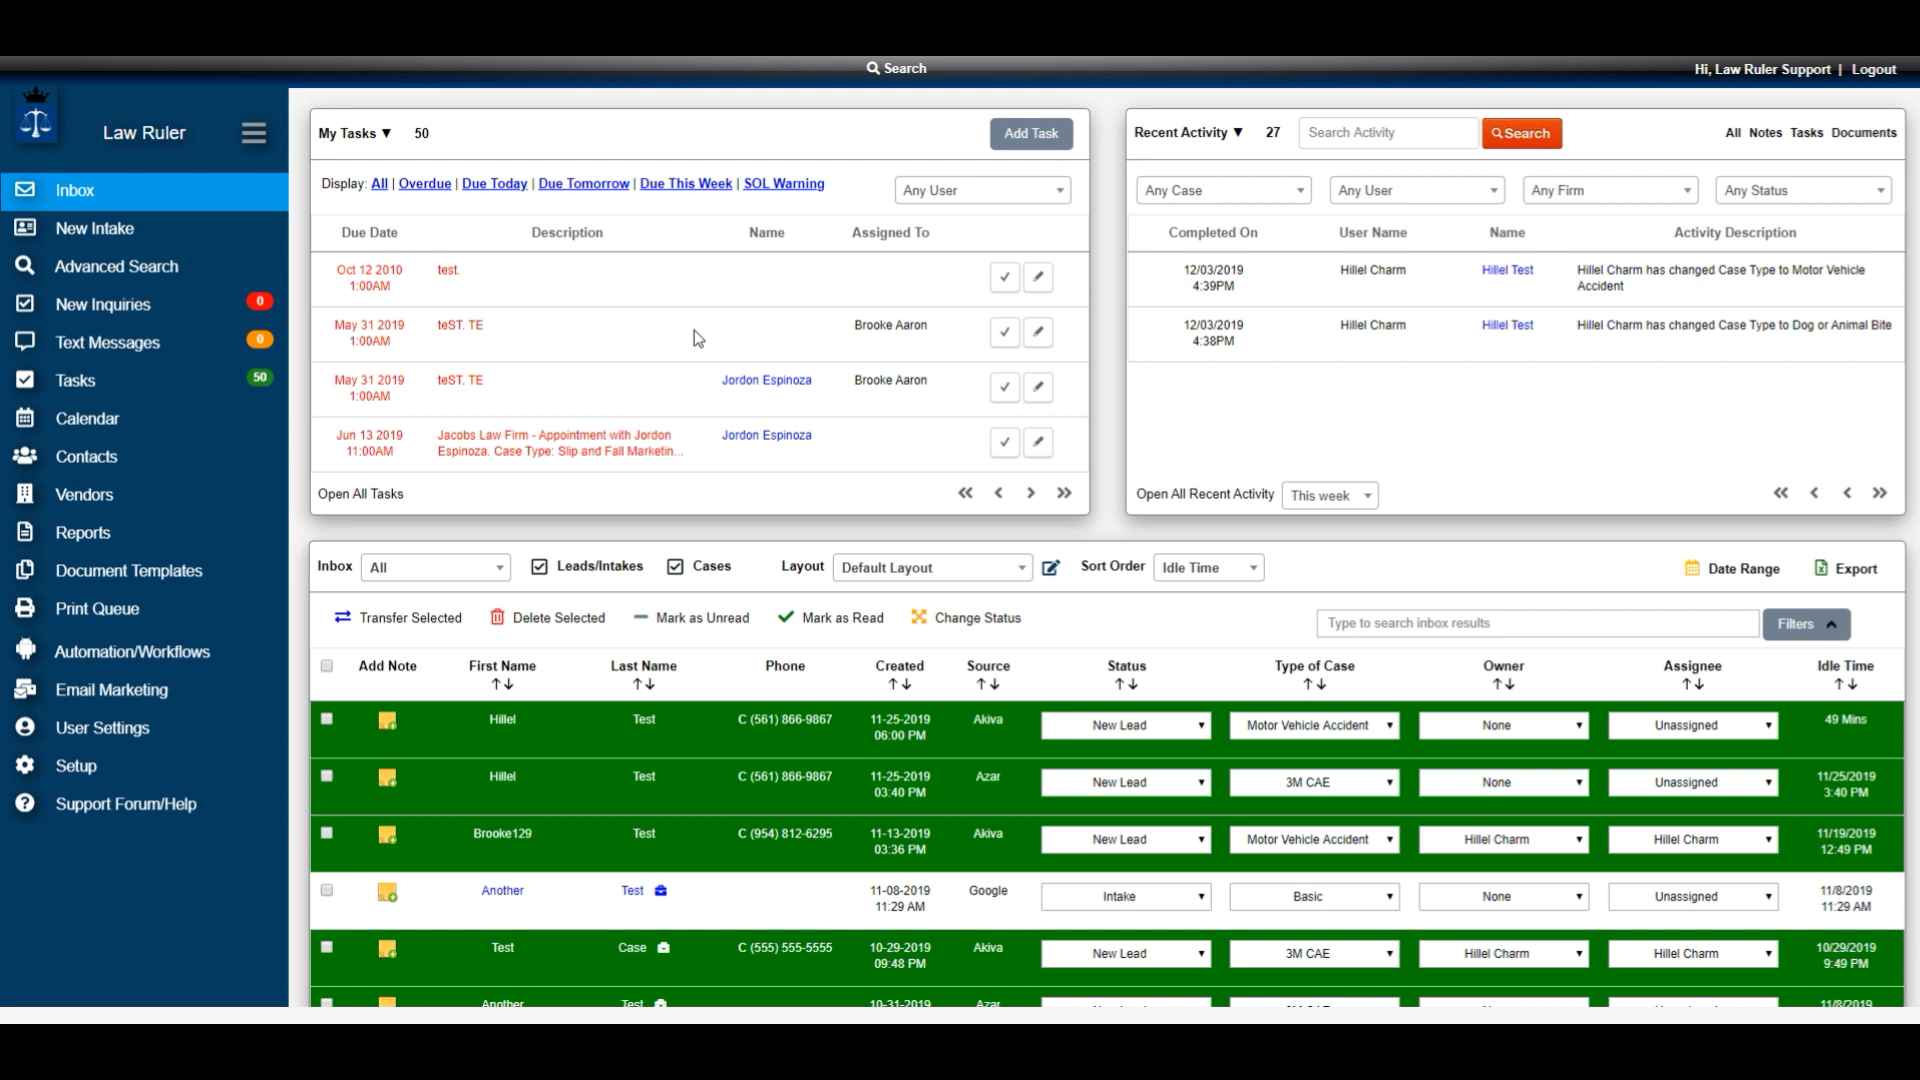 Search
Hi, Law Ruler Support | Logout
Law Ruler
Inbox
New Intake
Advanced Search
New Inquiries 0
Text Messages 0
Tasks 50
Calendar
Contacts
Vendors
Reports
Document Templates
Print Queue
Automation/Workflows
Email Marketing
User Settings
Setup
Support Forum/Help
My Tasks ▼ 50 Add Task
Display: All | Overdue | Due Today | Due Tomorrow | Due This Week | SOL Warning Any User
Due Date Description Name Assigned To
Oct 12 2010 test.
1:00AM
May 31 2019 teST. TE Brooke Aaron
1:00AM
May 31 2019 teST. TE Jordon Espinoza Brooke Aaron
1:00AM
Jun 13 2019 Jacobs Law Firm - Appointment with Jordon Jordon Espinoza
11:00AM Espinoza. Case Type: Slip and Fall Marketin...
Open All Tasks
Recent Activity ▼ 27 Search Activity Search All Notes Tasks Documents
Any Case Any User Any Firm Any Status
Completed On User Name Name Activity Description
12/03/2019 Hillel Charm Hillel Test Hillel Charm has changed Case Type to Motor Vehicle
4:39PM Accident
12/03/2019 Hillel Charm Hillel Test Hillel Charm has changed Case Type to Dog or Animal Bite
4:38PM
Open All Recent Activity This week
Inbox All Leads/Intakes Cases Layout Default Layout Sort Order Idle Time Date Range Export
Transfer Selected Delete Selected Mark as Unread Mark as Read Change Status Type to search inbox results Filters
Add Note First Name Last Name Phone Created Source Status Type of Case Owner Assignee Idle Time
Hillel Test C (561) 866-9867 11-25-2019 Akiva New Lead Motor Vehicle Accident None Unassigned 49 Mins
06:00 PM
Hillel Test C (561) 866-9867 11-25-2019 Azar New Lead 3M CAE None Unassigned 11/25/2019
03:40 PM 3:40 PM
Brooke129 Test C (954) 812-6295 11-13-2019 Akiva New Lead Motor Vehicle Accident Hillel Charm Hillel Charm 11/19/2019
03:36 PM 12:49 PM
Another Test 11-08-2019 Google Intake Basic None Unassigned 11/8/2019
11:29 AM 11:29 AM
Test Case C (555) 555-5555 10-29-2019 Akiva New Lead 3M CAE Hillel Charm Hillel Charm 10/29/2019
09:48 PM 9:49 PM
Another Test 10-31-2019 Azar 11/8/2019